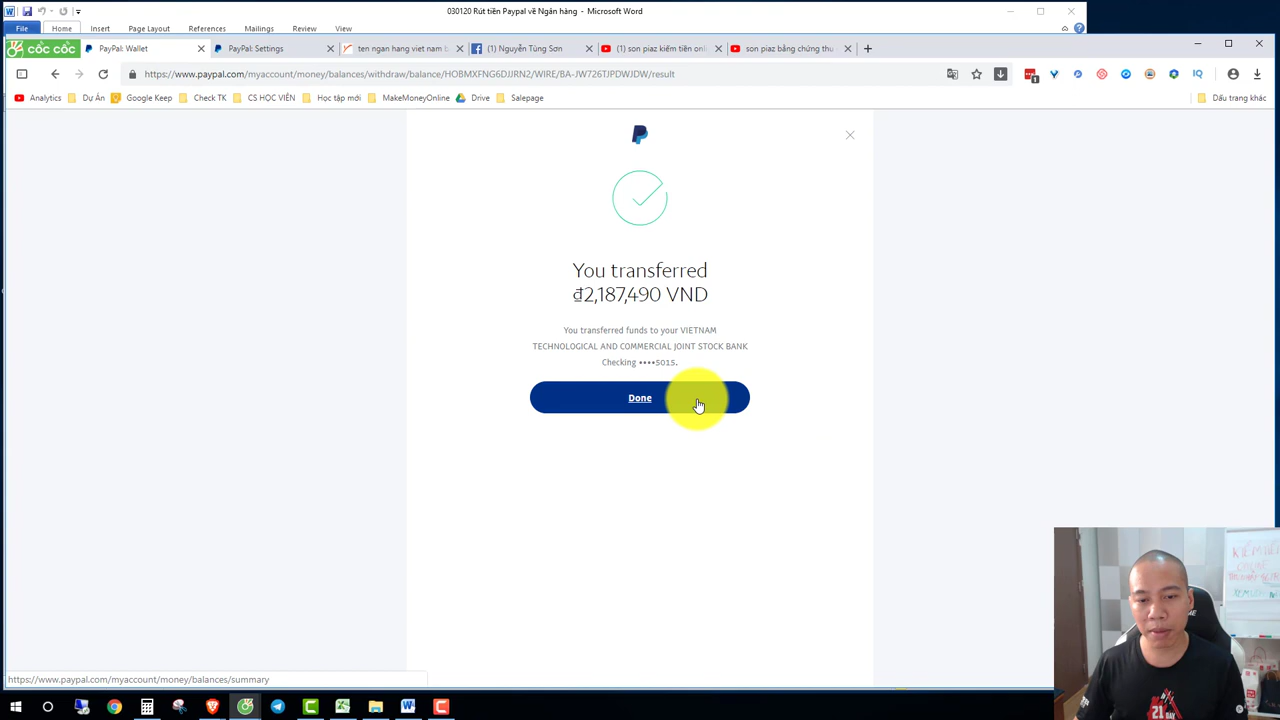 030120 Rút tiền Paypal về Ngân hàng - Microsoft Word
File Home Insert Page Layout References Mailings Review View
cốc cốc PayPal: Wallet PayPal: Settings ten ngan hang viet nam b (1) Nguyễn Tùng Sơn (1) son piaz kiếm tiền onl son piaz bằng chứng thu
https://www.paypal.com/myaccount/money/balances/withdraw/balance/HOBMXFNG6DJJRN2/WIRE/BA-JW726TJPDWJDW/result
Analytics Dự Án Google Keep Check TK CS HỌC VIÊN Học tập mới MakeMoneyOnline Drive Salepage Dấu trang khác
You transferred
₫2,187,490 VND
You transferred funds to your VIETNAM
TECHNOLOGICAL AND COMMERCIAL JOINT STOCK BANK
Checking ••••5015.
Done
https://www.paypal.com/myaccount/money/balances/summary